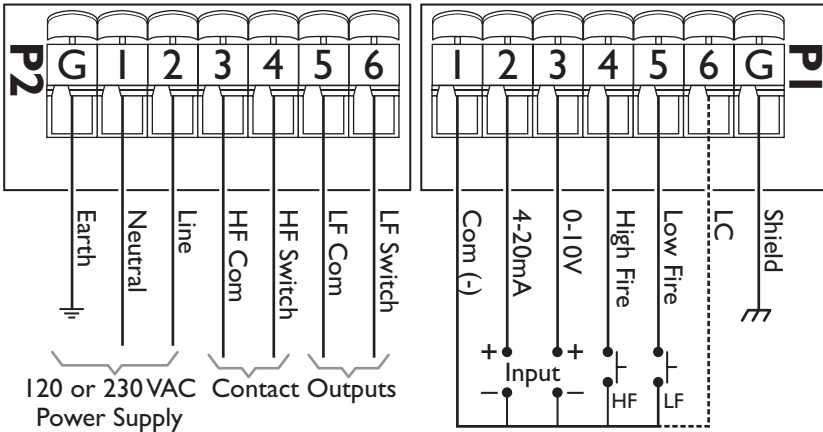 P2
G 1 2 3 4 5 6
1 2 3 4 5 6 G
P1
Earth
Neutral
Line
HF Com
HF Switch
LF Com
LF Switch
Com (-)
4-20mA
0-10V
High Fire
Low Fire
LC
Shield
+ +
Input
HF LF
120 or 230 VAC
Power Supply
Contact Outputs